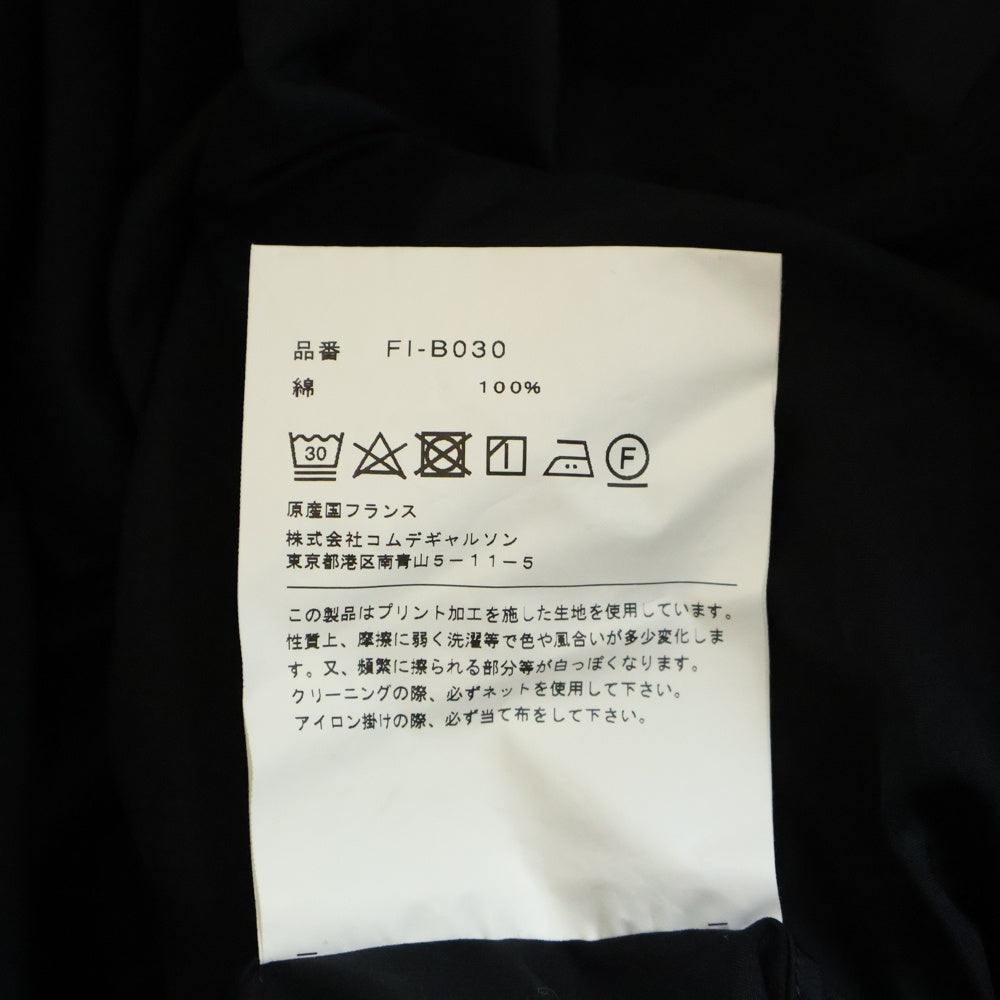 品番 FI-B030
綿 100%
30 F
原産国フランス
株式会社コムデギャルソン
東京都港区南青山5-11-5
この製品はプリント加工を施した生地を使用しています。
性質上、摩擦に弱く洗濯等で色や風合いが多少変化しま
す。又、頻繁に擦られる部分等が白っぽくなります。
クリーニングの際、必ずネットを使用して下さい。
アイロン掛けの際、必ず当て布をして下さい。